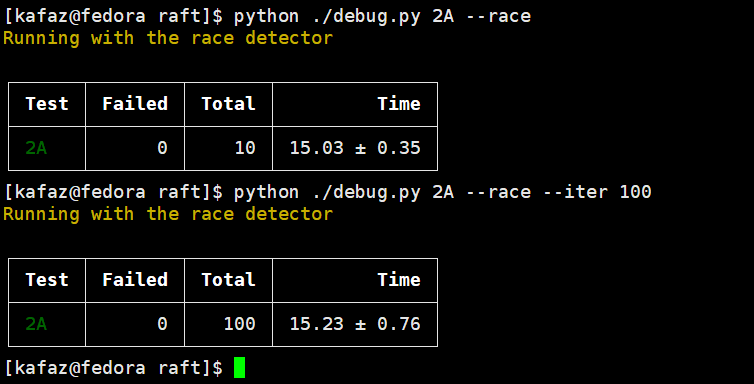 [kafaz@fedora raft]$ python ./debug.py 2A --race
Running with the race detector
Test Failed Total Time
2A 0 10 15.03 ± 0.35
[kafaz@fedora raft]$ python ./debug.py 2A --race --iter 100
Running with the race detector
Test Failed Total Time
2A 0 100 15.23 ± 0.76
[kafaz@fedora raft]$